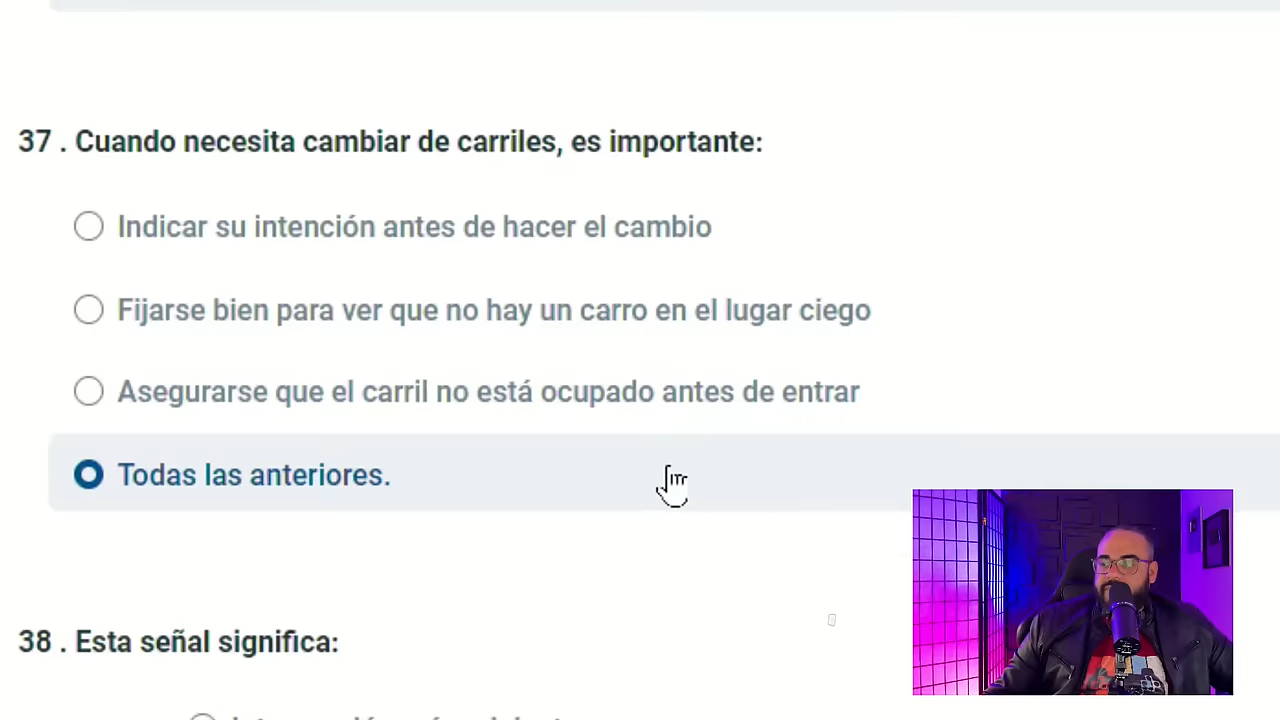 37 . Cuando necesita cambiar de carriles, es importante:
Indicar su intención antes de hacer el cambio
Fijarse bien para ver que no hay un carro en el lugar ciego
Asegurarse que el carril no está ocupado antes de entrar
Todas las anteriores.
38 . Esta señal significa: